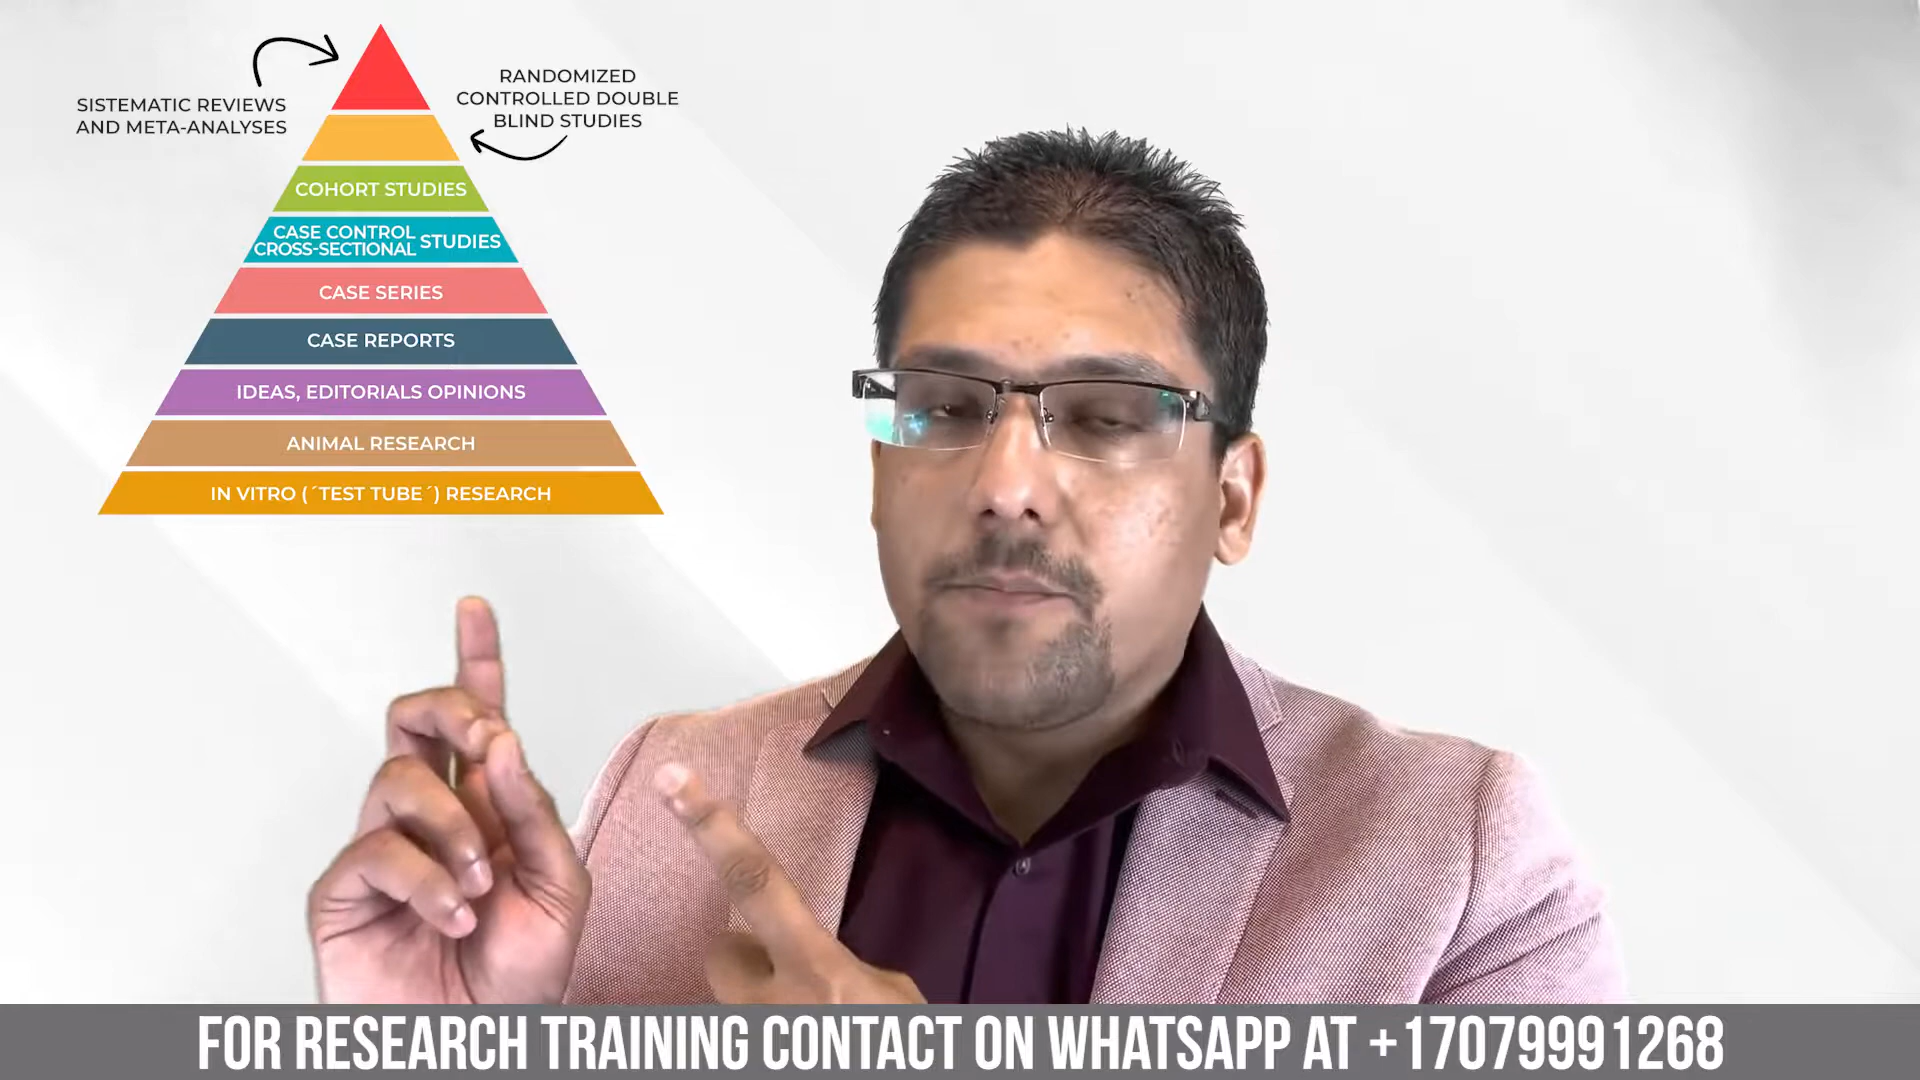 SISTEMATIC REVIEWS
AND META-ANALYSES
RANDOMIZED
CONTROLLED DOUBLE
BLIND STUDIES
COHORT STUDIES
CASE CONTROL
CROSS-SECTIONAL STUDIES
CASE SERIES
CASE REPORTS
IDEAS, EDITORIALS OPINIONS
ANIMAL RESEARCH
IN VITRO (´TEST TUBE´) RESEARCH
FOR RESEARCH TRAINING CONTACT ON WHATSAPP AT +17079991268